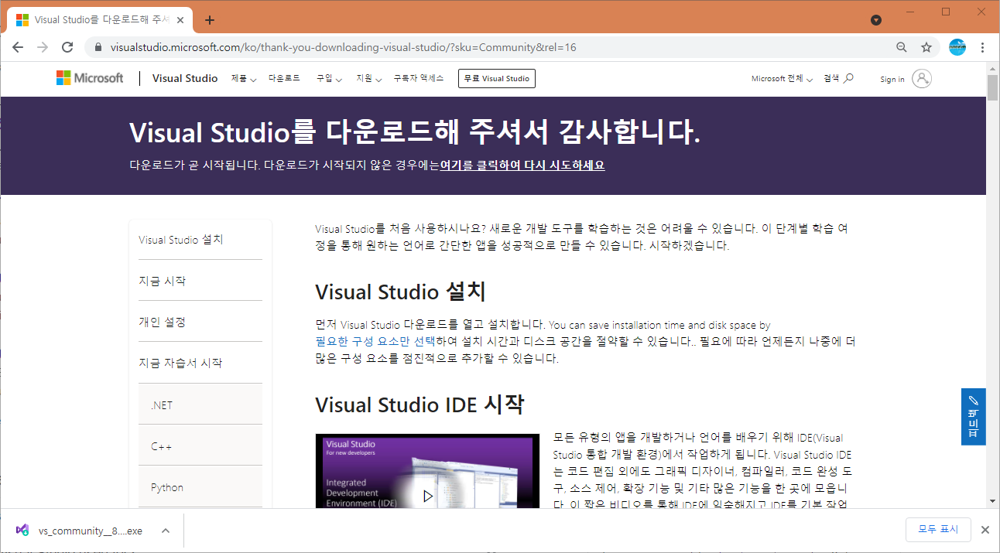 Visual Studio를 다운로드해 주셔
visualstudio.microsoft.com/ko/thank-you-downloading-visual-studio/?sku=Community&rel=16
Microsoft Visual Studio 제품 다운로드 구입 지원 구독자 액세스 무료 Visual Studio Microsoft 전체 검색 Sign in
Visual Studio를 다운로드해 주셔서 감사합니다.
다운로드가 곧 시작됩니다. 다운로드가 시작되지 않은 경우에는여기를 클릭하여 다시 시도하세요
Visual Studio 설치
지금 시작
개인 설정
지금 자습서 시작
.NET
C++
Python
Visual Studio를 처음 사용하시나요? 새로운 개발 도구를 학습하는 것은 어려울 수 있습니다. 이 단계별 학습 여
정을 통해 원하는 언어로 간단한 앱을 성공적으로 만들 수 있습니다. 시작하겠습니다.
Visual Studio 설치
먼저 Visual Studio 다운로드를 열고 설치합니다. You can save installation time and disk space by
필요한 구성 요소만 선택하여 설치 시간과 디스크 공간을 절약할 수 있습니다.. 필요에 따라 언제든지 나중에 더
많은 구성 요소를 점진적으로 추가할 수 있습니다.
Visual Studio IDE 시작
Visual Studio
For new developers
Integrated
Development
Environment (IDE)
모든 유형의 앱을 개발하거나 언어를 배우기 위해 IDE(Visual
Studio 통합 개발 환경)에서 작업하게 됩니다. Visual Studio IDE
는 코드 편집 외에도 그래픽 디자이너, 컴파일러, 코드 완성 도
구, 소스 제어, 확장 기능 및 기타 많은 기능을 한 곳에 모읍니
다. 이 짧은 비디오를 통해 IDE에 익숙해지고 IDE를 기본 작업
피드백
vs_community__8....exe
모두 표시